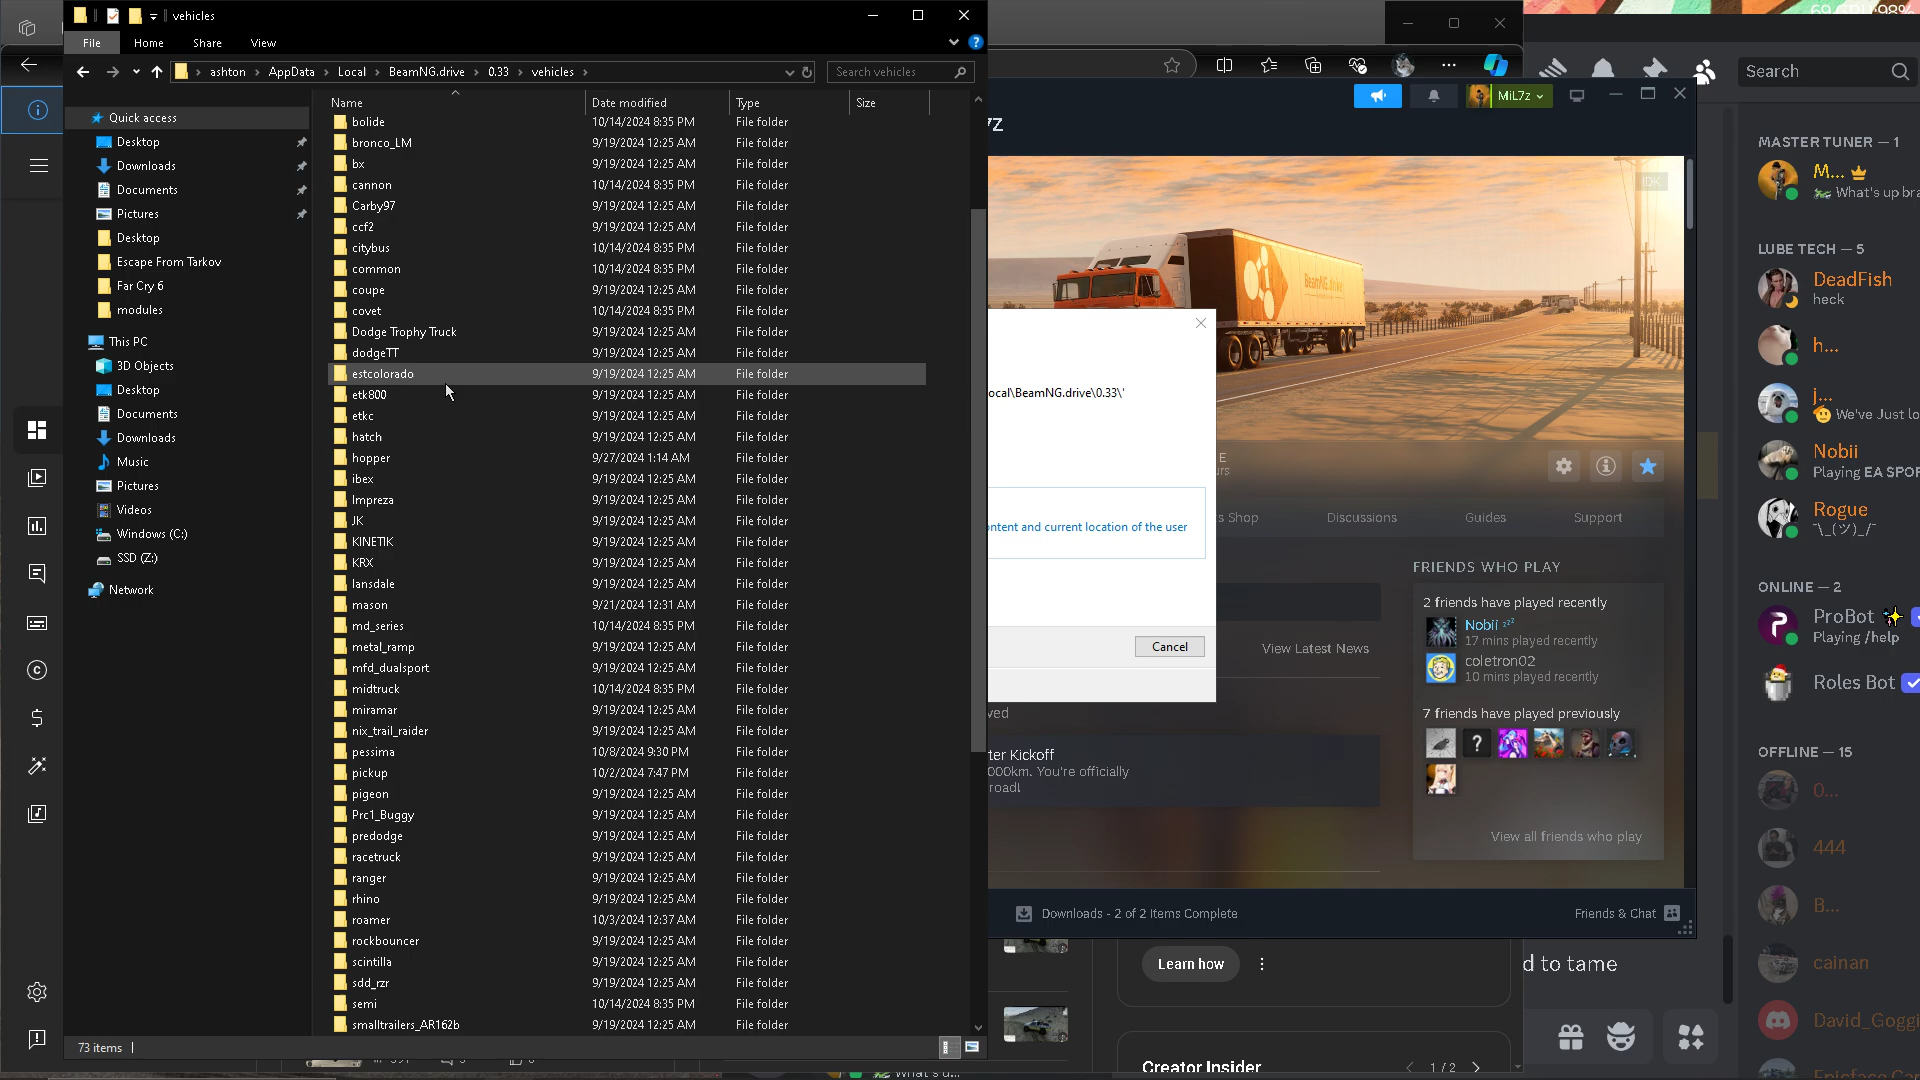 vehicles
File Home Share View
ashton > AppData > Local > BeamNG.drive > 0.33 > vehicles >
Search vehicles
Name Date modified Type Size
bolide 10/14/2024 8:35 PM File folder
bronco_LM 9/19/2024 12:25 AM File folder
bx 9/19/2024 12:25 AM File folder
cannon 10/14/2024 8:35 PM File folder
Carby97 9/19/2024 12:25 AM File folder
ccf2 9/19/2024 12:25 AM File folder
citybus 10/14/2024 8:35 PM File folder
common 10/14/2024 8:35 PM File folder
coupe 9/19/2024 12:25 AM File folder
covet 10/14/2024 8:35 PM File folder
Dodge Trophy Truck 9/19/2024 12:25 AM File folder
dodgeTT 9/19/2024 12:25 AM File folder
estcolorado 9/19/2024 12:25 AM File folder
etk800 9/19/2024 12:25 AM File folder
etkc 9/19/2024 12:25 AM File folder
hatch 9/19/2024 12:25 AM File folder
hopper 9/27/2024 1:14 AM File folder
ibex 9/19/2024 12:25 AM File folder
Impreza 9/19/2024 12:25 AM File folder
JK 9/19/2024 12:25 AM File folder
KINETIK 9/19/2024 12:25 AM File folder
KRX 9/19/2024 12:25 AM File folder
lansdale 9/19/2024 12:25 AM File folder
mason 9/21/2024 12:31 AM File folder
md_series 10/14/2024 8:35 PM File folder
metal_ramp 9/19/2024 12:25 AM File folder
mfd_dualsport 9/19/2024 12:25 AM File folder
midtruck 10/14/2024 8:35 PM File folder
miramar 9/19/2024 12:25 AM File folder
nix_trail_raider 9/19/2024 12:25 AM File folder
pessima 10/8/2024 9:30 PM File folder
pickup 10/2/2024 7:47 PM File folder
pigeon 9/19/2024 12:25 AM File folder
Prc1_Buggy 9/19/2024 12:25 AM File folder
predodge 9/19/2024 12:25 AM File folder
racetruck 9/19/2024 12:25 AM File folder
ranger 9/19/2024 12:25 AM File folder
rhino 9/19/2024 12:25 AM File folder
roamer 10/3/2024 12:37 AM File folder
rockbouncer 9/19/2024 12:25 AM File folder
scintilla 9/19/2024 12:25 AM File folder
sdd_rzr 9/19/2024 12:25 AM File folder
semi 10/14/2024 8:35 PM File folder
smalltrailers_AR162b 9/19/2024 12:25 AM File folder
73 items
Quick access
Desktop
Downloads
Documents
Pictures
Desktop
Escape From Tarkov
Far Cry 6
modules
This PC
3D Objects
Desktop
Documents
Downloads
Music
Pictures
Videos
Windows (C:)
SSD (Z:)
Network
MiL7z
7Z
IDK
BeamNG.drive
ocal\BeamNG.drive\0.33\'
ontent and current location of the user
Cancel
E
urs
s Shop Discussions Guides Support
View Latest News
ved
ter Kickoff
000km. You're officially
road!
FRIENDS WHO PLAY
2 friends have played recently
Nobii zzz
17 mins played recently
coletron02
10 mins played recently
7 friends have played previously
?
View all friends who play
Downloads - 2 of 2 Items Complete
Friends & Chat
Learn how
Creator Insider
1 / 2
d to tame
What's u...
Search
MASTER TUNER — 1
M...
What's up bra
LUBE TECH — 5
DeadFish
heck
h...
j...
We've Just lo
Nobii
Playing EA SPOR
Rogue
¯\_(ツ)_/¯
ONLINE — 2
ProBot
Playing /help
Roles Bot
OFFLINE — 15
0...
444
B...
cainan
David_Goggi